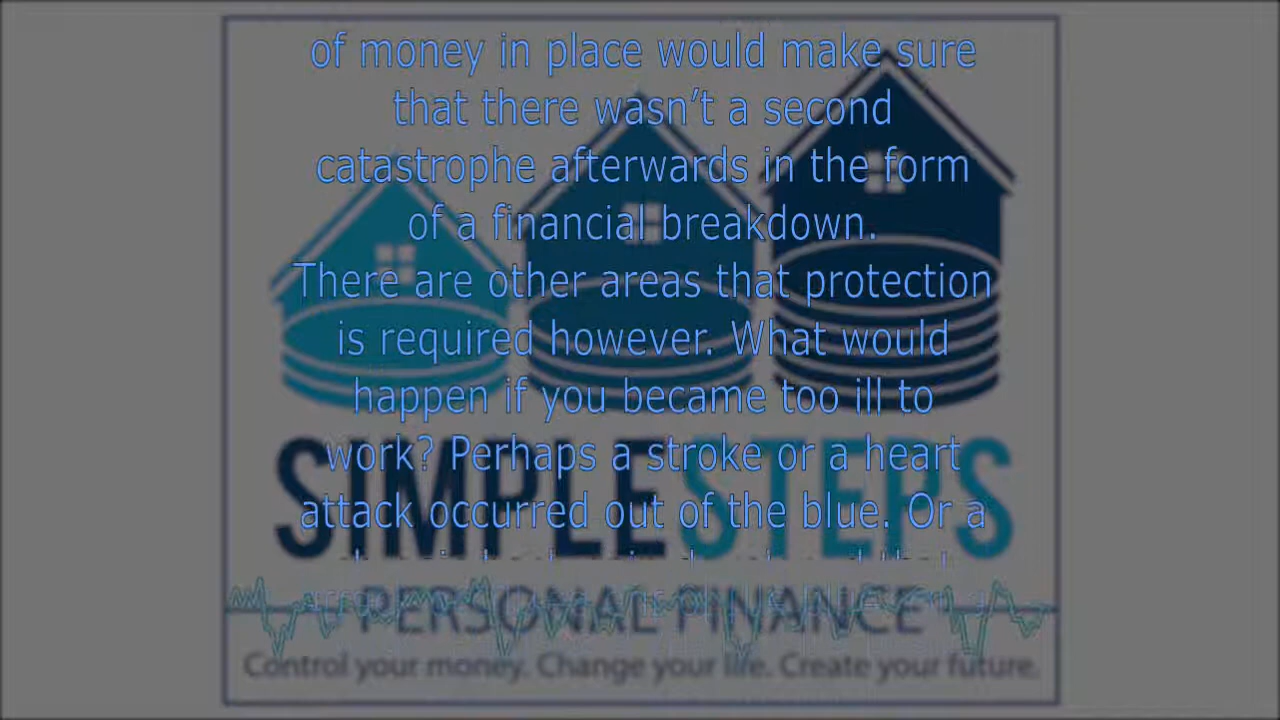 of money in place would make sure
that there wasn’t a second
catastrophe afterwards in the form
of a financial breakdown.
There are other areas that protection
is required however. What would
happen if you became too ill to
work? Perhaps a stroke or a heart
attack occurred out of the blue. Or a
SIMPLESTEPS
PERSONAL FINANCE
Control your money. Change your life. Create your future.